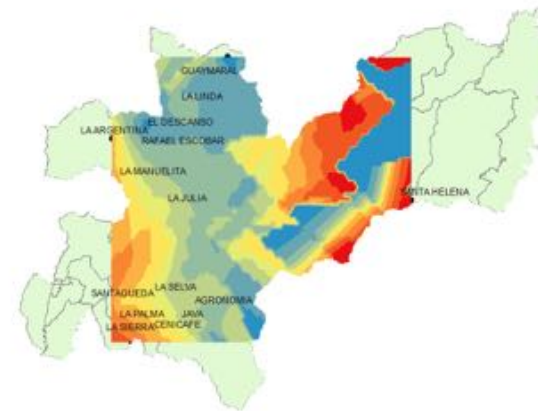 GUAYMARAL
LA LINDA
EL DESCANSO
LA ARGENTINA
RAFAEL ESCOBAR
LA MANUELITA
SANTA HELENA
LA JULIA
LA SELVA
SANTAGUEDA
AGRONOMIA
LA PALMA
JAVA
LA SIERRA
CENICAFE